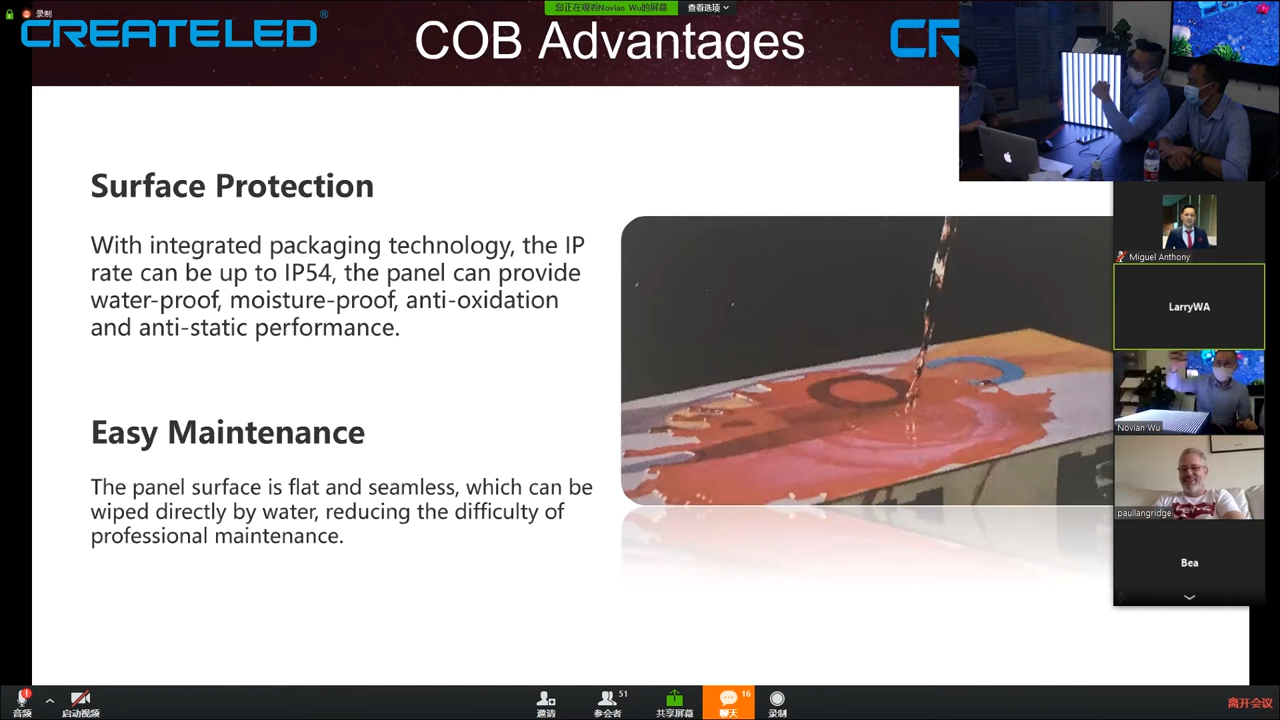 录制
CREATELED®
您正在观看Novian Wu的屏幕
查看选项
COB Advantages
CR
Surface Protection
With integrated packaging technology, the IP
rate can be up to IP54, the panel can provide
water-proof, moisture-proof, anti-oxidation
and anti-static performance.
Easy Maintenance
The panel surface is flat and seamless, which can be
wiped directly by water, reducing the difficulty of
professional maintenance.
Miguel Anthony
LarryWA
Novian Wu
paullangridge
Bea
音频
启动视频
邀请
51
参会者
共享屏幕
16
聊天
录制
离开会议